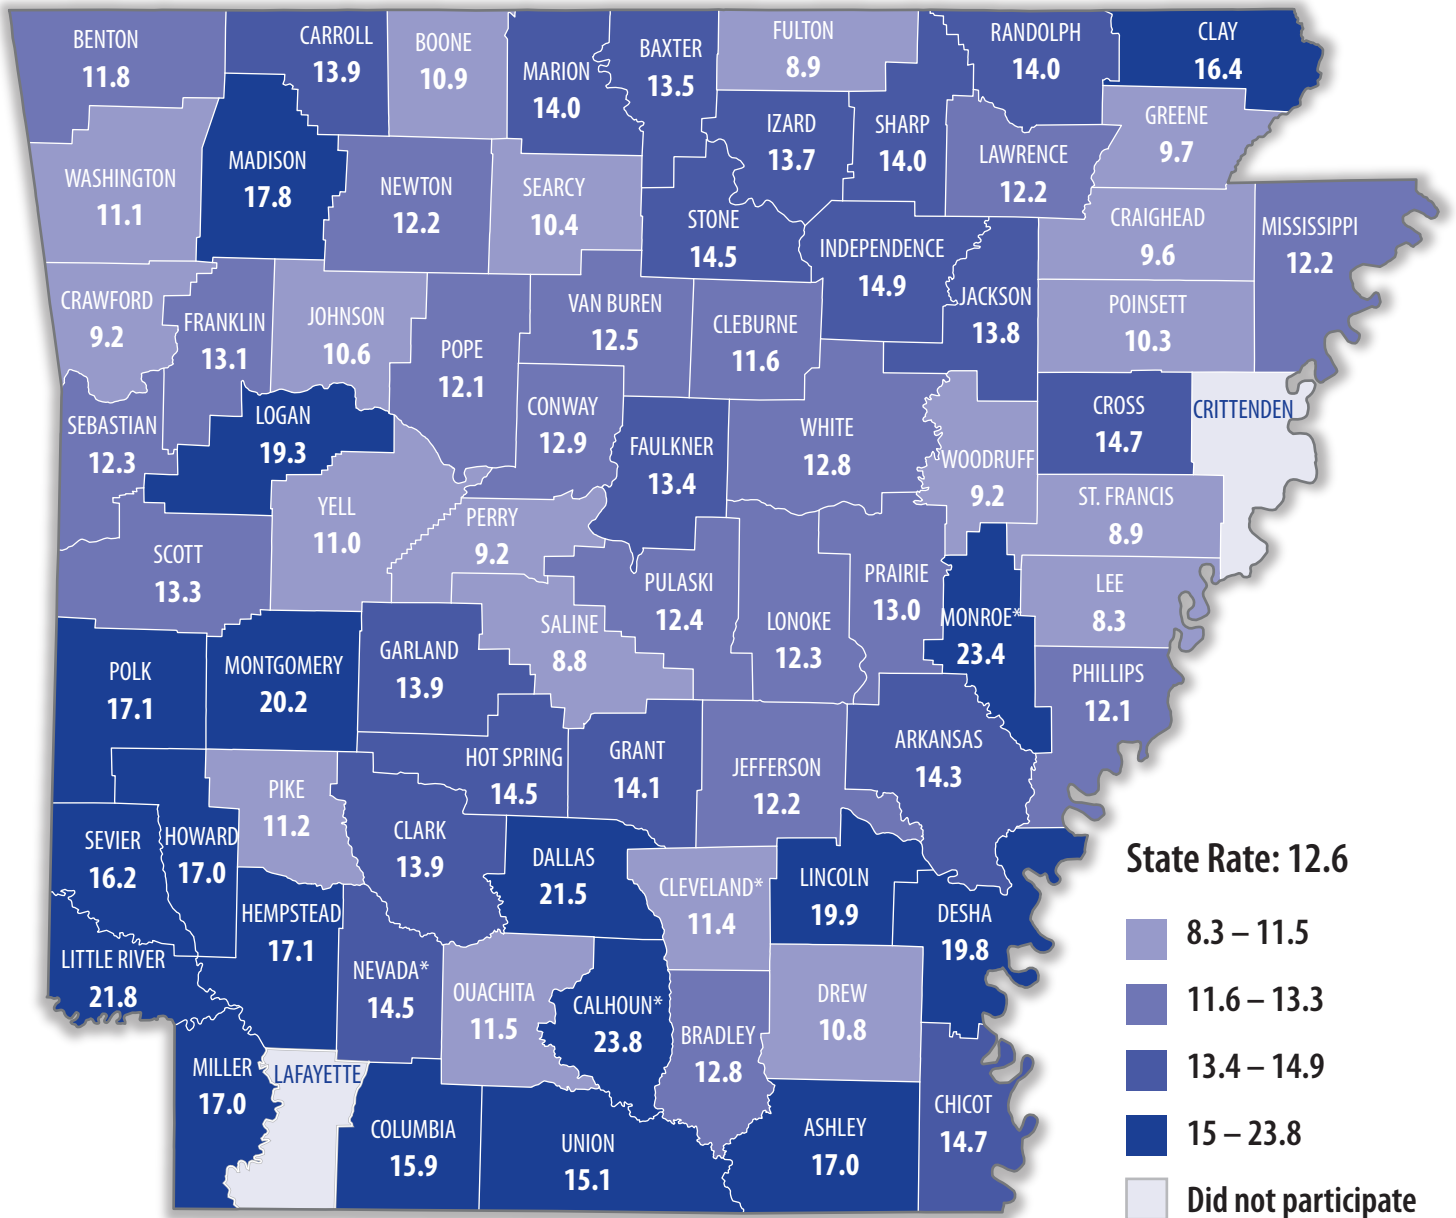 BENTON
11.8
CARROLL
13.9
BOONE
10.9
MARION
14.0
BAXTER
13.5
FULTON
8.9
RANDOLPH
14.0
CLAY
16.4
IZARD
13.7
SHARP
14.0
LAWRENCE
12.2
GREENE
9.7
WASHINGTON
11.1
MADISON
17.8
NEWTON
12.2
SEARCY
10.4
STONE
14.5
INDEPENDENCE
14.9
CRAIGHEAD
9.6
MISSISSIPPI
12.2
CRAWFORD
9.2
FRANKLIN
13.1
JOHNSON
10.6
POPE
12.1
VAN BUREN
12.5
CLEBURNE
11.6
JACKSON
13.8
POINSETT
10.3
SEBASTIAN
12.3
LOGAN
19.3
CONWAY
12.9
FAULKNER
13.4
WHITE
12.8
WOODRUFF
9.2
CROSS
14.7
CRITTENDEN
SCOTT
13.3
YELL
11.0
PERRY
9.2
ST. FRANCIS
8.9
PULASKI
12.4
LONOKE
12.3
PRAIRIE
13.0
MONROE*
23.4
LEE
8.3
SALINE
8.8
GARLAND
13.9
POLK
17.1
MONTGOMERY
20.2
PHILLIPS
12.1
HOT SPRING
14.5
GRANT
14.1
JEFFERSON
12.2
ARKANSAS
14.3
PIKE
11.2
CLARK
13.9
SEVIER
16.2
HOWARD
17.0
DALLAS
21.5
CLEVELAND*
11.4
LINCOLN
19.9
DESHA
19.8
HEMPSTEAD
17.1
LITTLE RIVER
21.8
NEVADA*
14.5
OUACHITA
11.5
CALHOUN*
23.8
BRADLEY
12.8
DREW
10.8
MILLER
17.0
LAFAYETTE
COLUMBIA
15.9
UNION
15.1
ASHLEY
17.0
CHICOT
14.7
State Rate: 12.6
8.3 – 11.5
11.6 – 13.3
13.4 – 14.9
15 – 23.8
Did not participate